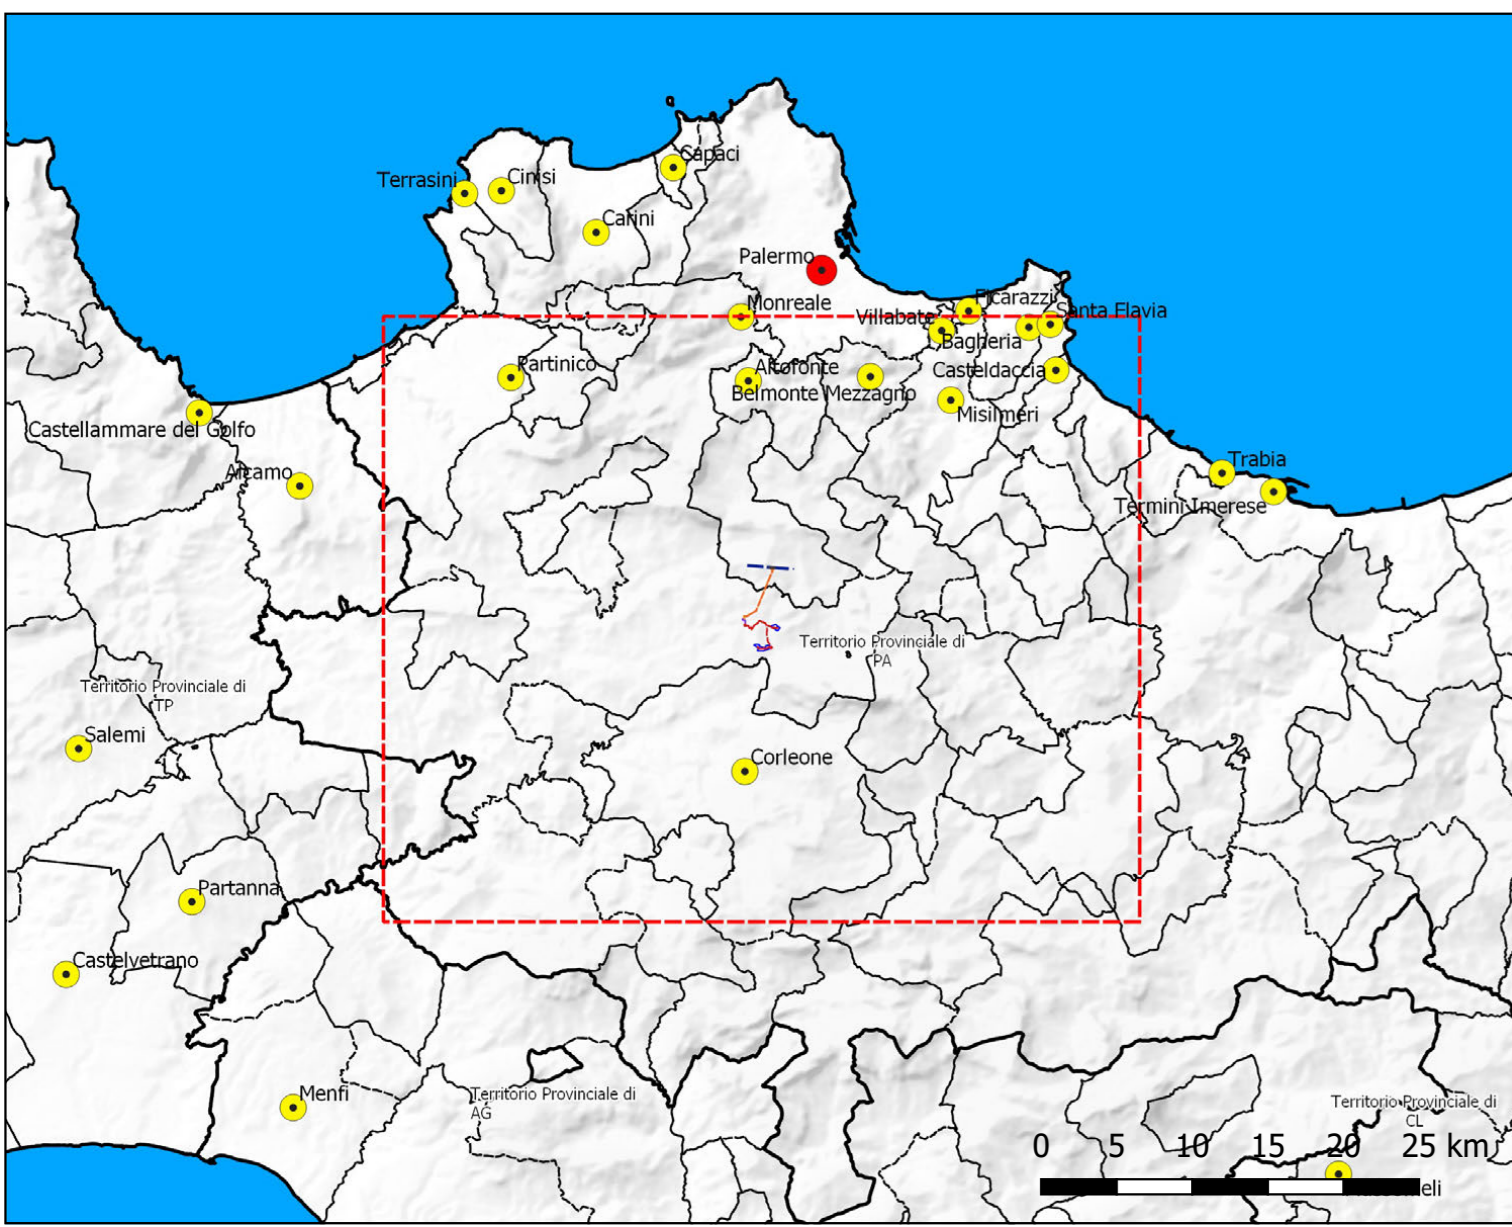 Capaci
Terrasini
Cinisi
Carini
Palermo
Monreale
Ficarazzi
Villabate
Santa Flavia
Bagheria
Partinico
Altofonte
Casteldaccia
Belmonte Mezzagno
Misilmeri
Castellammare del Golfo
Alcamo
Trabia
Termini Imerese
Territorio Provinciale di
PA
Territorio Provinciale di
TP
Salemi
Corleone
Partanna
Castelvetrano
Menfi
Territorio Provinciale di
AG
Territorio Provinciale di
CL
0 5 10 15 20 25 km